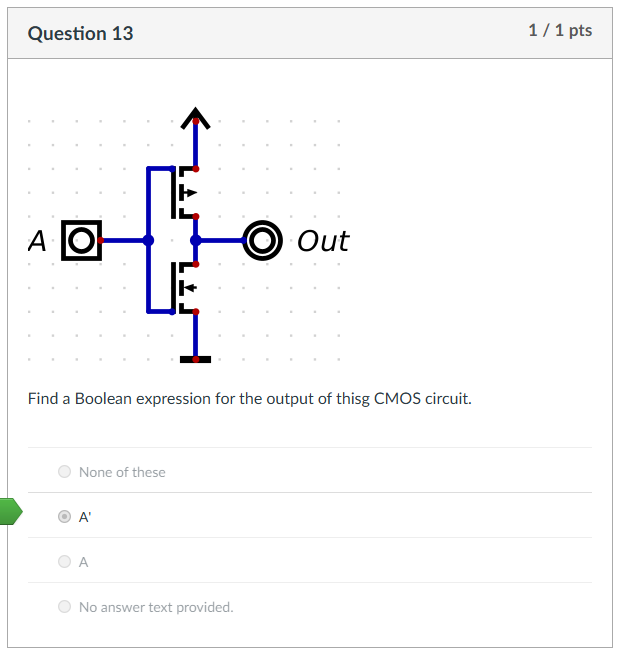 Question 13
1 / 1 pts
A
Out
Find a Boolean expression for the output of thisg CMOS circuit.
None of these
A'
A
No answer text provided.